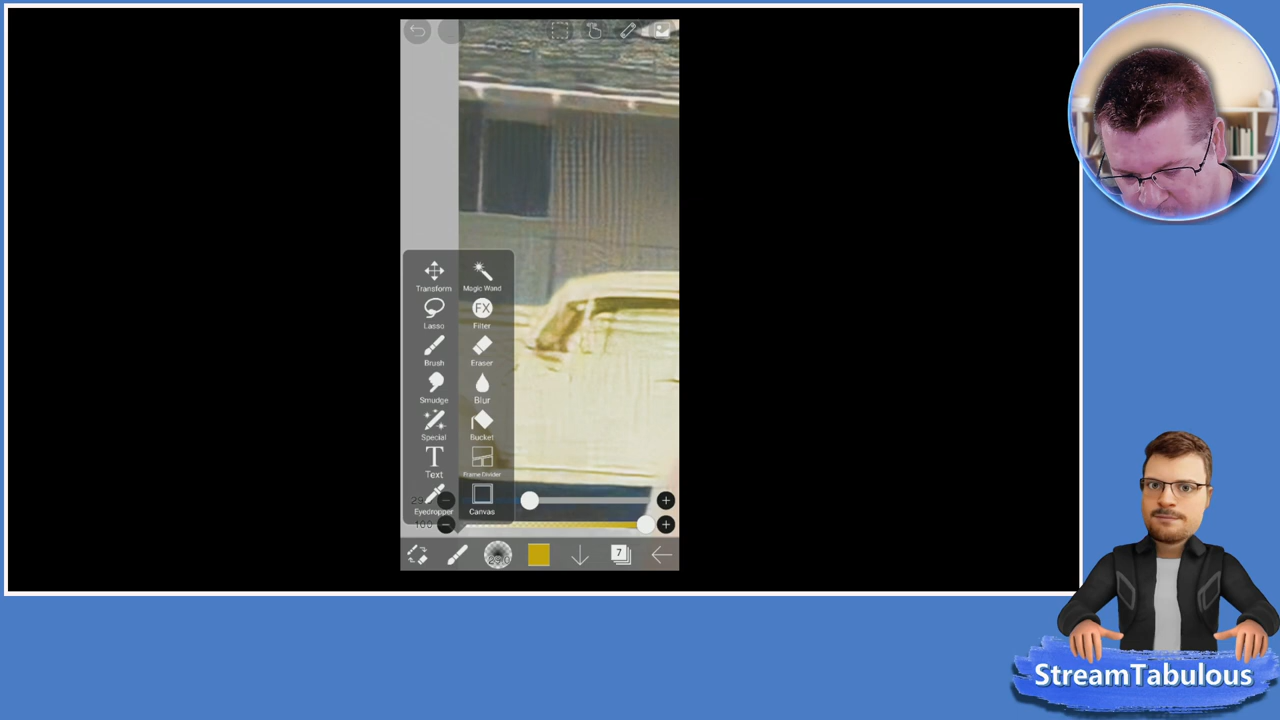 Transform
Magic Wand
Lasso
FX
Filter
Brush
Eraser
Smudge
Blur
Special
Bucket
T
Text
Frame Divider
Eyedropper
Canvas
100
7
StreamTabulous